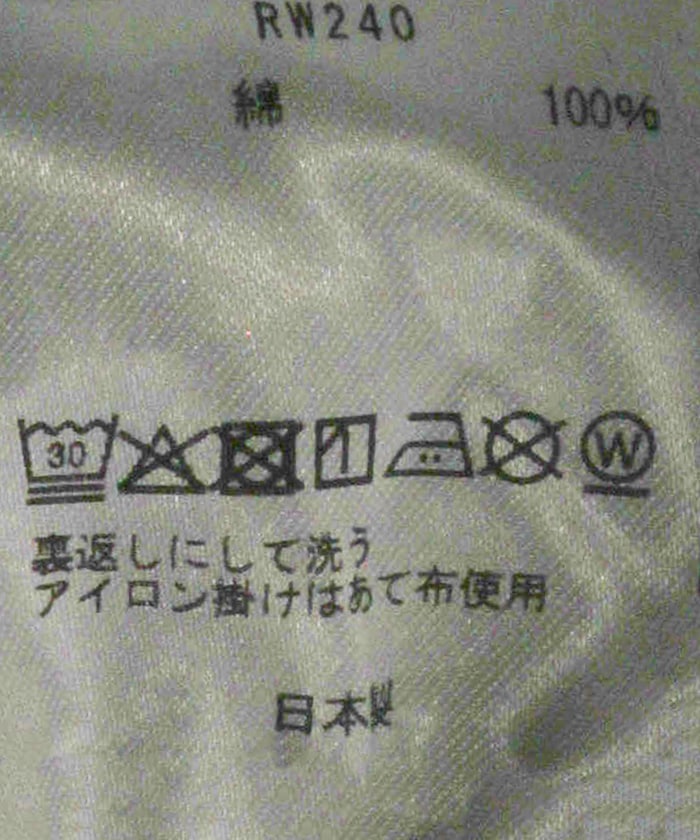 RW240
綿 100%
30 W
裏返しにして洗う
アイロン掛けはあて布使用
日本製